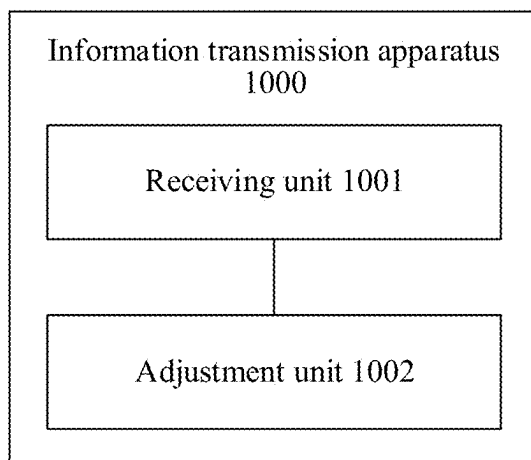 Information transmission apparatus
1000
Receiving unit 1001
Adjustment unit 1002